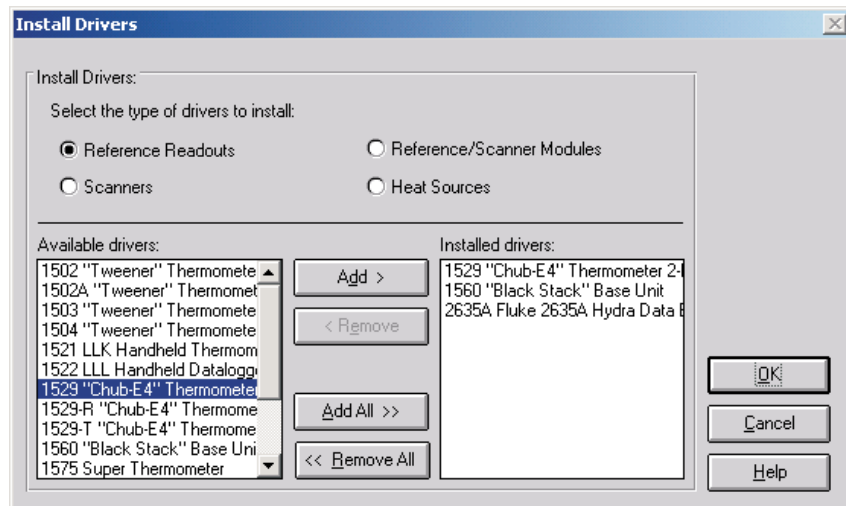 Install Drivers
Install Drivers:
Select the type of drivers to install:
Reference Readouts
Reference/Scanner Modules
Scanners
Heat Sources
Available drivers:
1502 "Tweener" Thermomete
1502A "Tweener" Thermomet
1503 "Tweener" Thermomete
1504 "Tweener" Thermomete
1521 LLK Handheld Thermom
1522 LLL Handheld Datalogg
1529 "Chub-E4" Thermometer
1529-R "Chub-E4" Thermome
1529-T "Chub-E4" Thermome
1560 "Black Stack" Base Uni
1575 Super Thermometer
Add >
< Remove
Add All >>
<< Remove All
Installed drivers:
1529 "Chub-E4" Thermometer 2-
1560 "Black Stack" Base Unit
2635A Fluke 2635A Hydra Data
OK
Cancel
Help